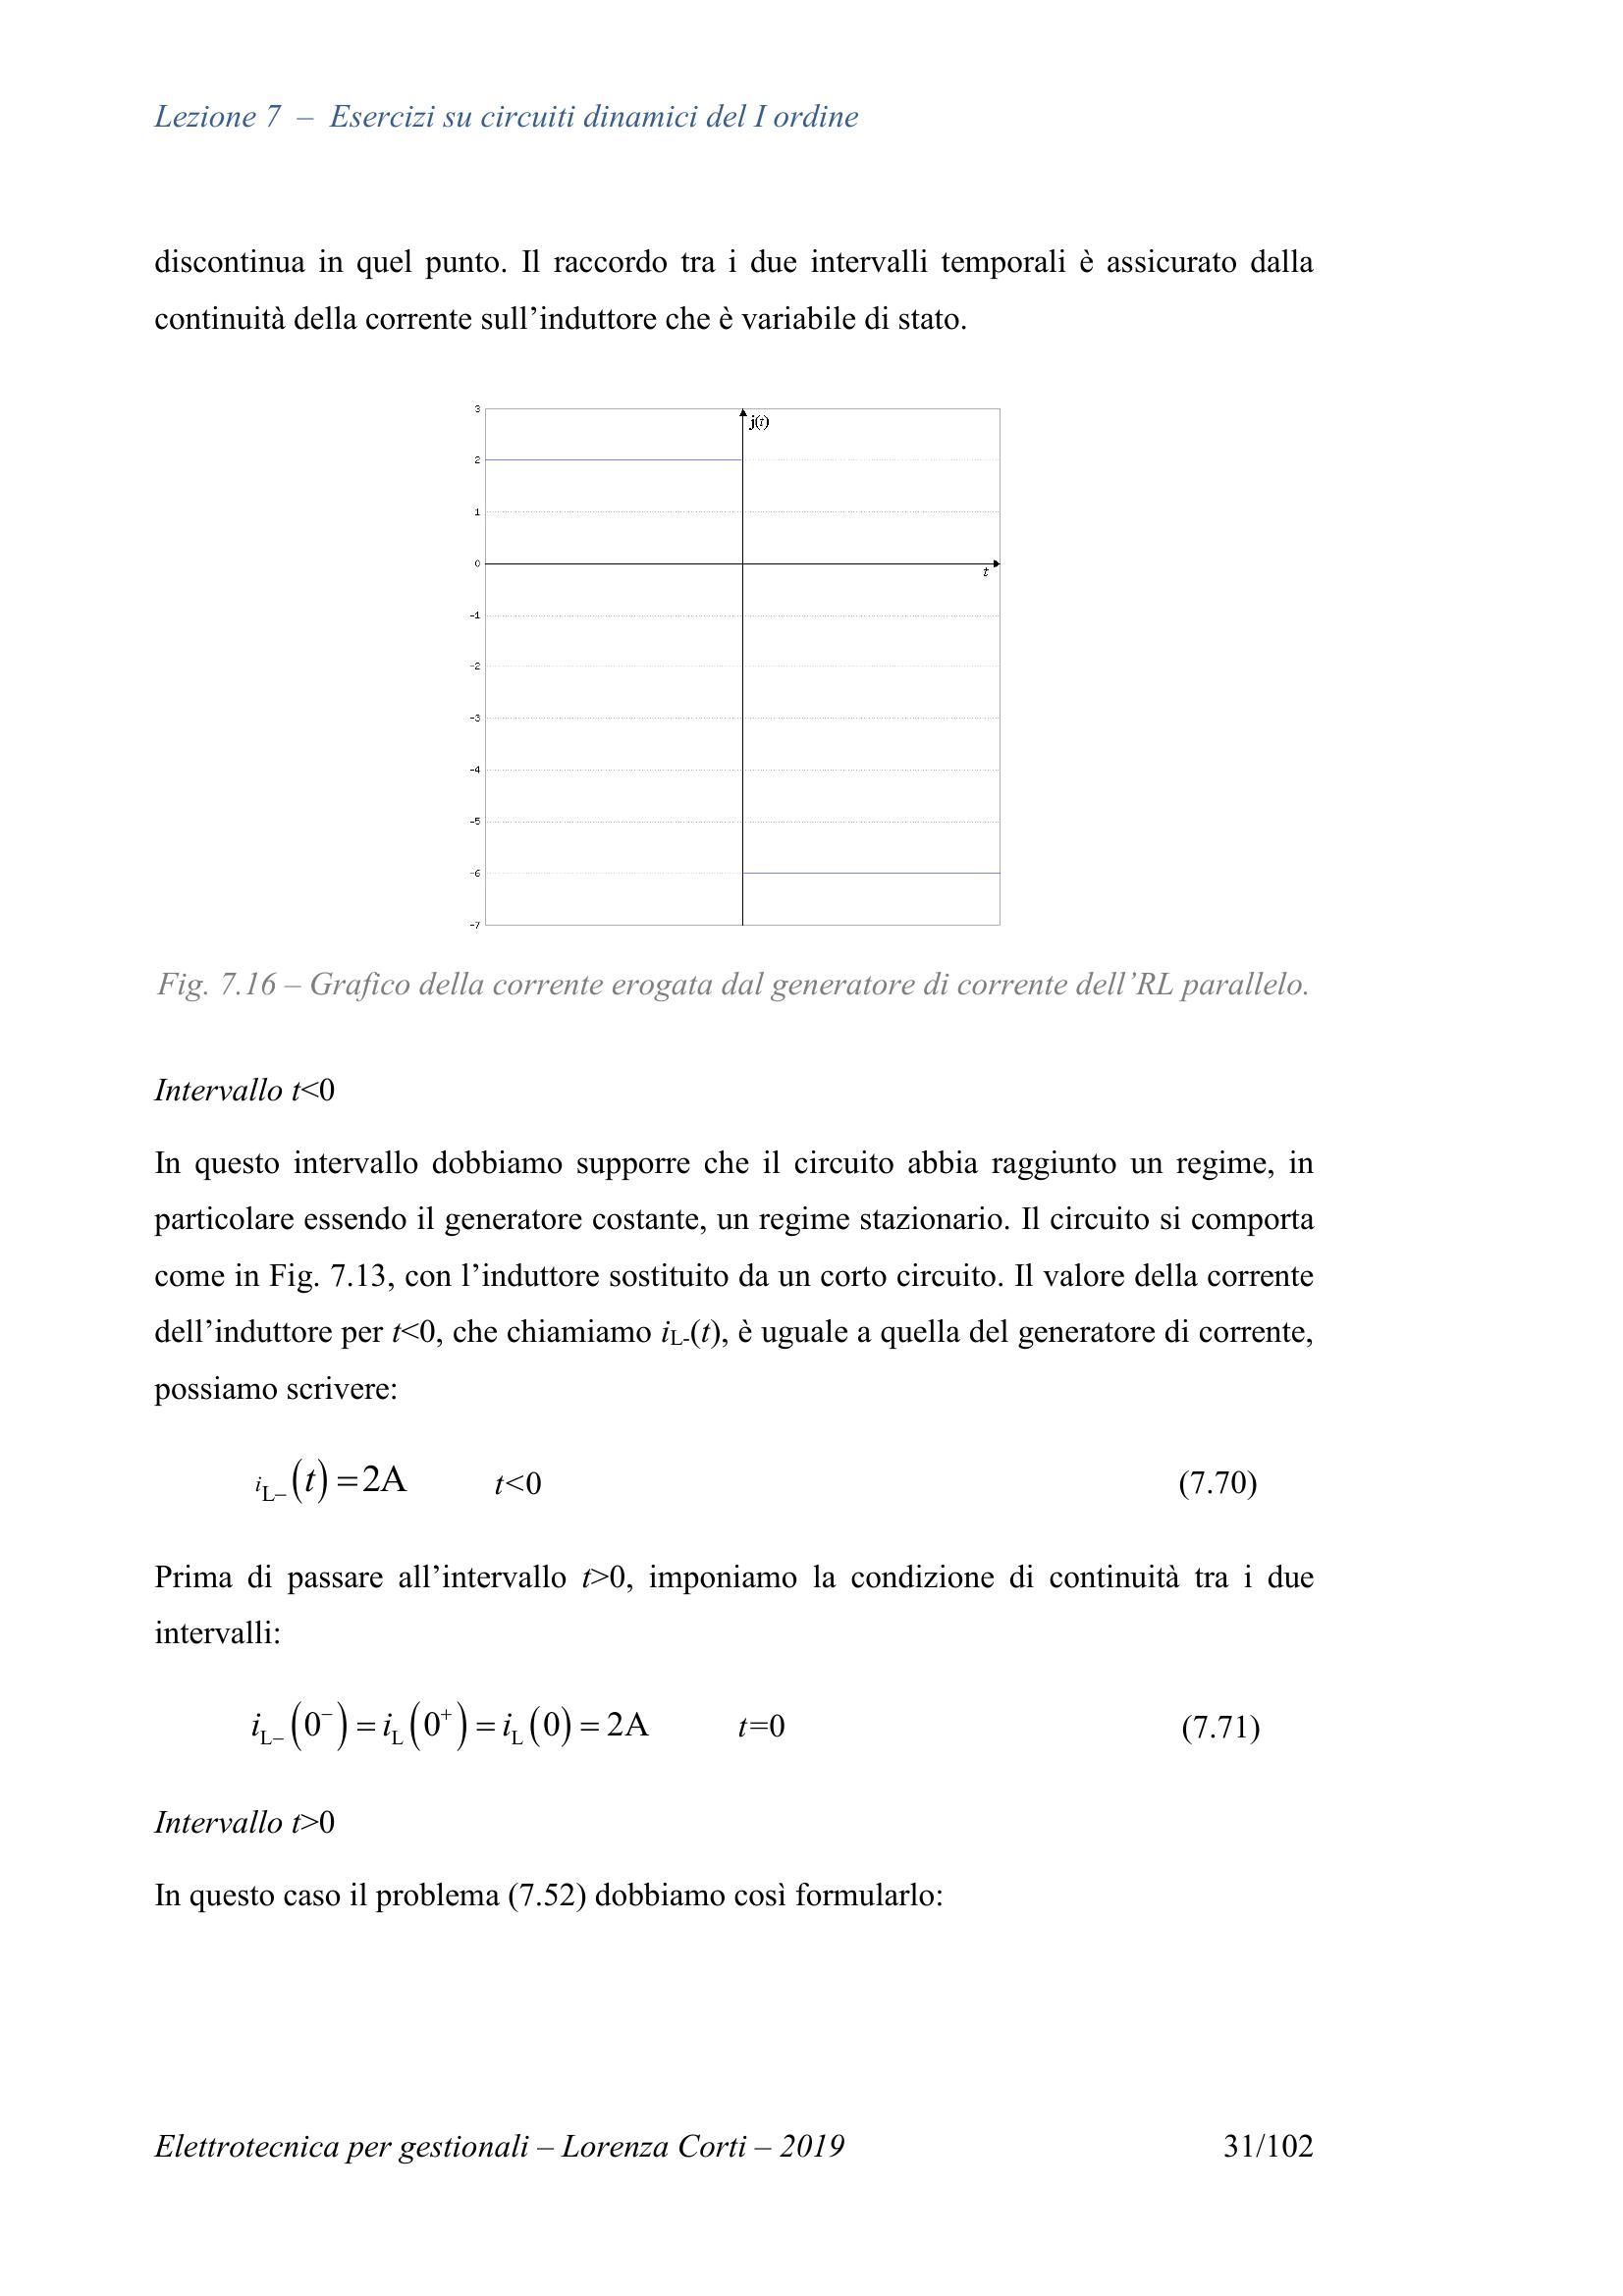 Lezione 7 – Esercizi su circuiti dinamici del I ordine
discontinua in quel punto. Il raccordo tra i due intervalli temporali è assicurato dalla
continuità della corrente sull’induttore che è variabile di stato.
3
j(t)
2
1
0
t
-1
-2
-3
-4
-5
-6
-7
Fig. 7.16 – Grafico della corrente erogata dal generatore di corrente dell’RL parallelo.
Intervallo t<0
In questo intervallo dobbiamo supporre che il circuito abbia raggiunto un regime, in
particolare essendo il generatore costante, un regime stazionario. Il circuito si comporta
come in Fig. 7.13, con l’induttore sostituito da un corto circuito. Il valore della corrente
dell’induttore per t<0, che chiamiamo iL-(t), è uguale a quella del generatore di corrente,
possiamo scrivere:
iL–(t) = 2A t<0 (7.70)
Prima di passare all’intervallo t>0, imponiamo la condizione di continuità tra i due
intervalli:
iL–(0⁻) = iL(0⁺) = iL(0) = 2A t=0 (7.71)
Intervallo t>0
In questo caso il problema (7.52) dobbiamo così formularlo:
Elettrotecnica per gestionali – Lorenza Corti – 2019 31/102